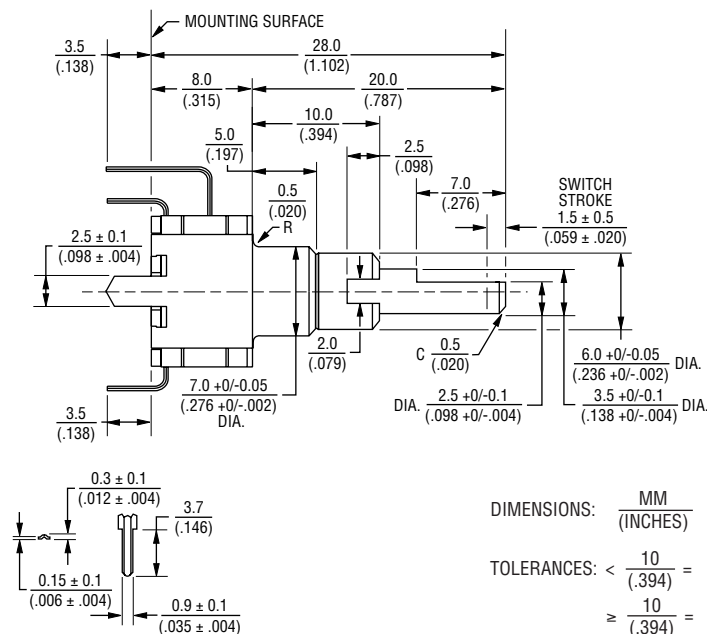 MOUNTING SURFACE
3.5
(.138)
28.0
(1.102)
8.0
(.315)
20.0
(.787)
10.0
(.394)
5.0
(.197)
2.5
(.098)
0.5
(.020)
R
7.0
(.276)
SWITCH
STROKE
1.5 ± 0.5
(.059 ± .020)
2.5 ± 0.1
(.098 ± .004)
2.0
(.079)
C 0.5
(.020)
6.0 +0/-0.05 DIA.
(.236 +0/-.002)
7.0 +0/-0.05
(.276 +0/-.002)
DIA.
DIA. 2.5 +0/-0.1
(.098 +0/-.004)
3.5 +0/-0.1 DIA.
(.138 +0/-.004)
3.5
(.138)
0.3 ± 0.1
(.012 ± .004)
3.7
(.146)
0.15 ± 0.1
(.006 ± .004)
0.9 ± 0.1
(.035 ± .004)
DIMENSIONS: MM
(INCHES)
TOLERANCES: < 10 =
(.394)
≥ 10 =
(.394)